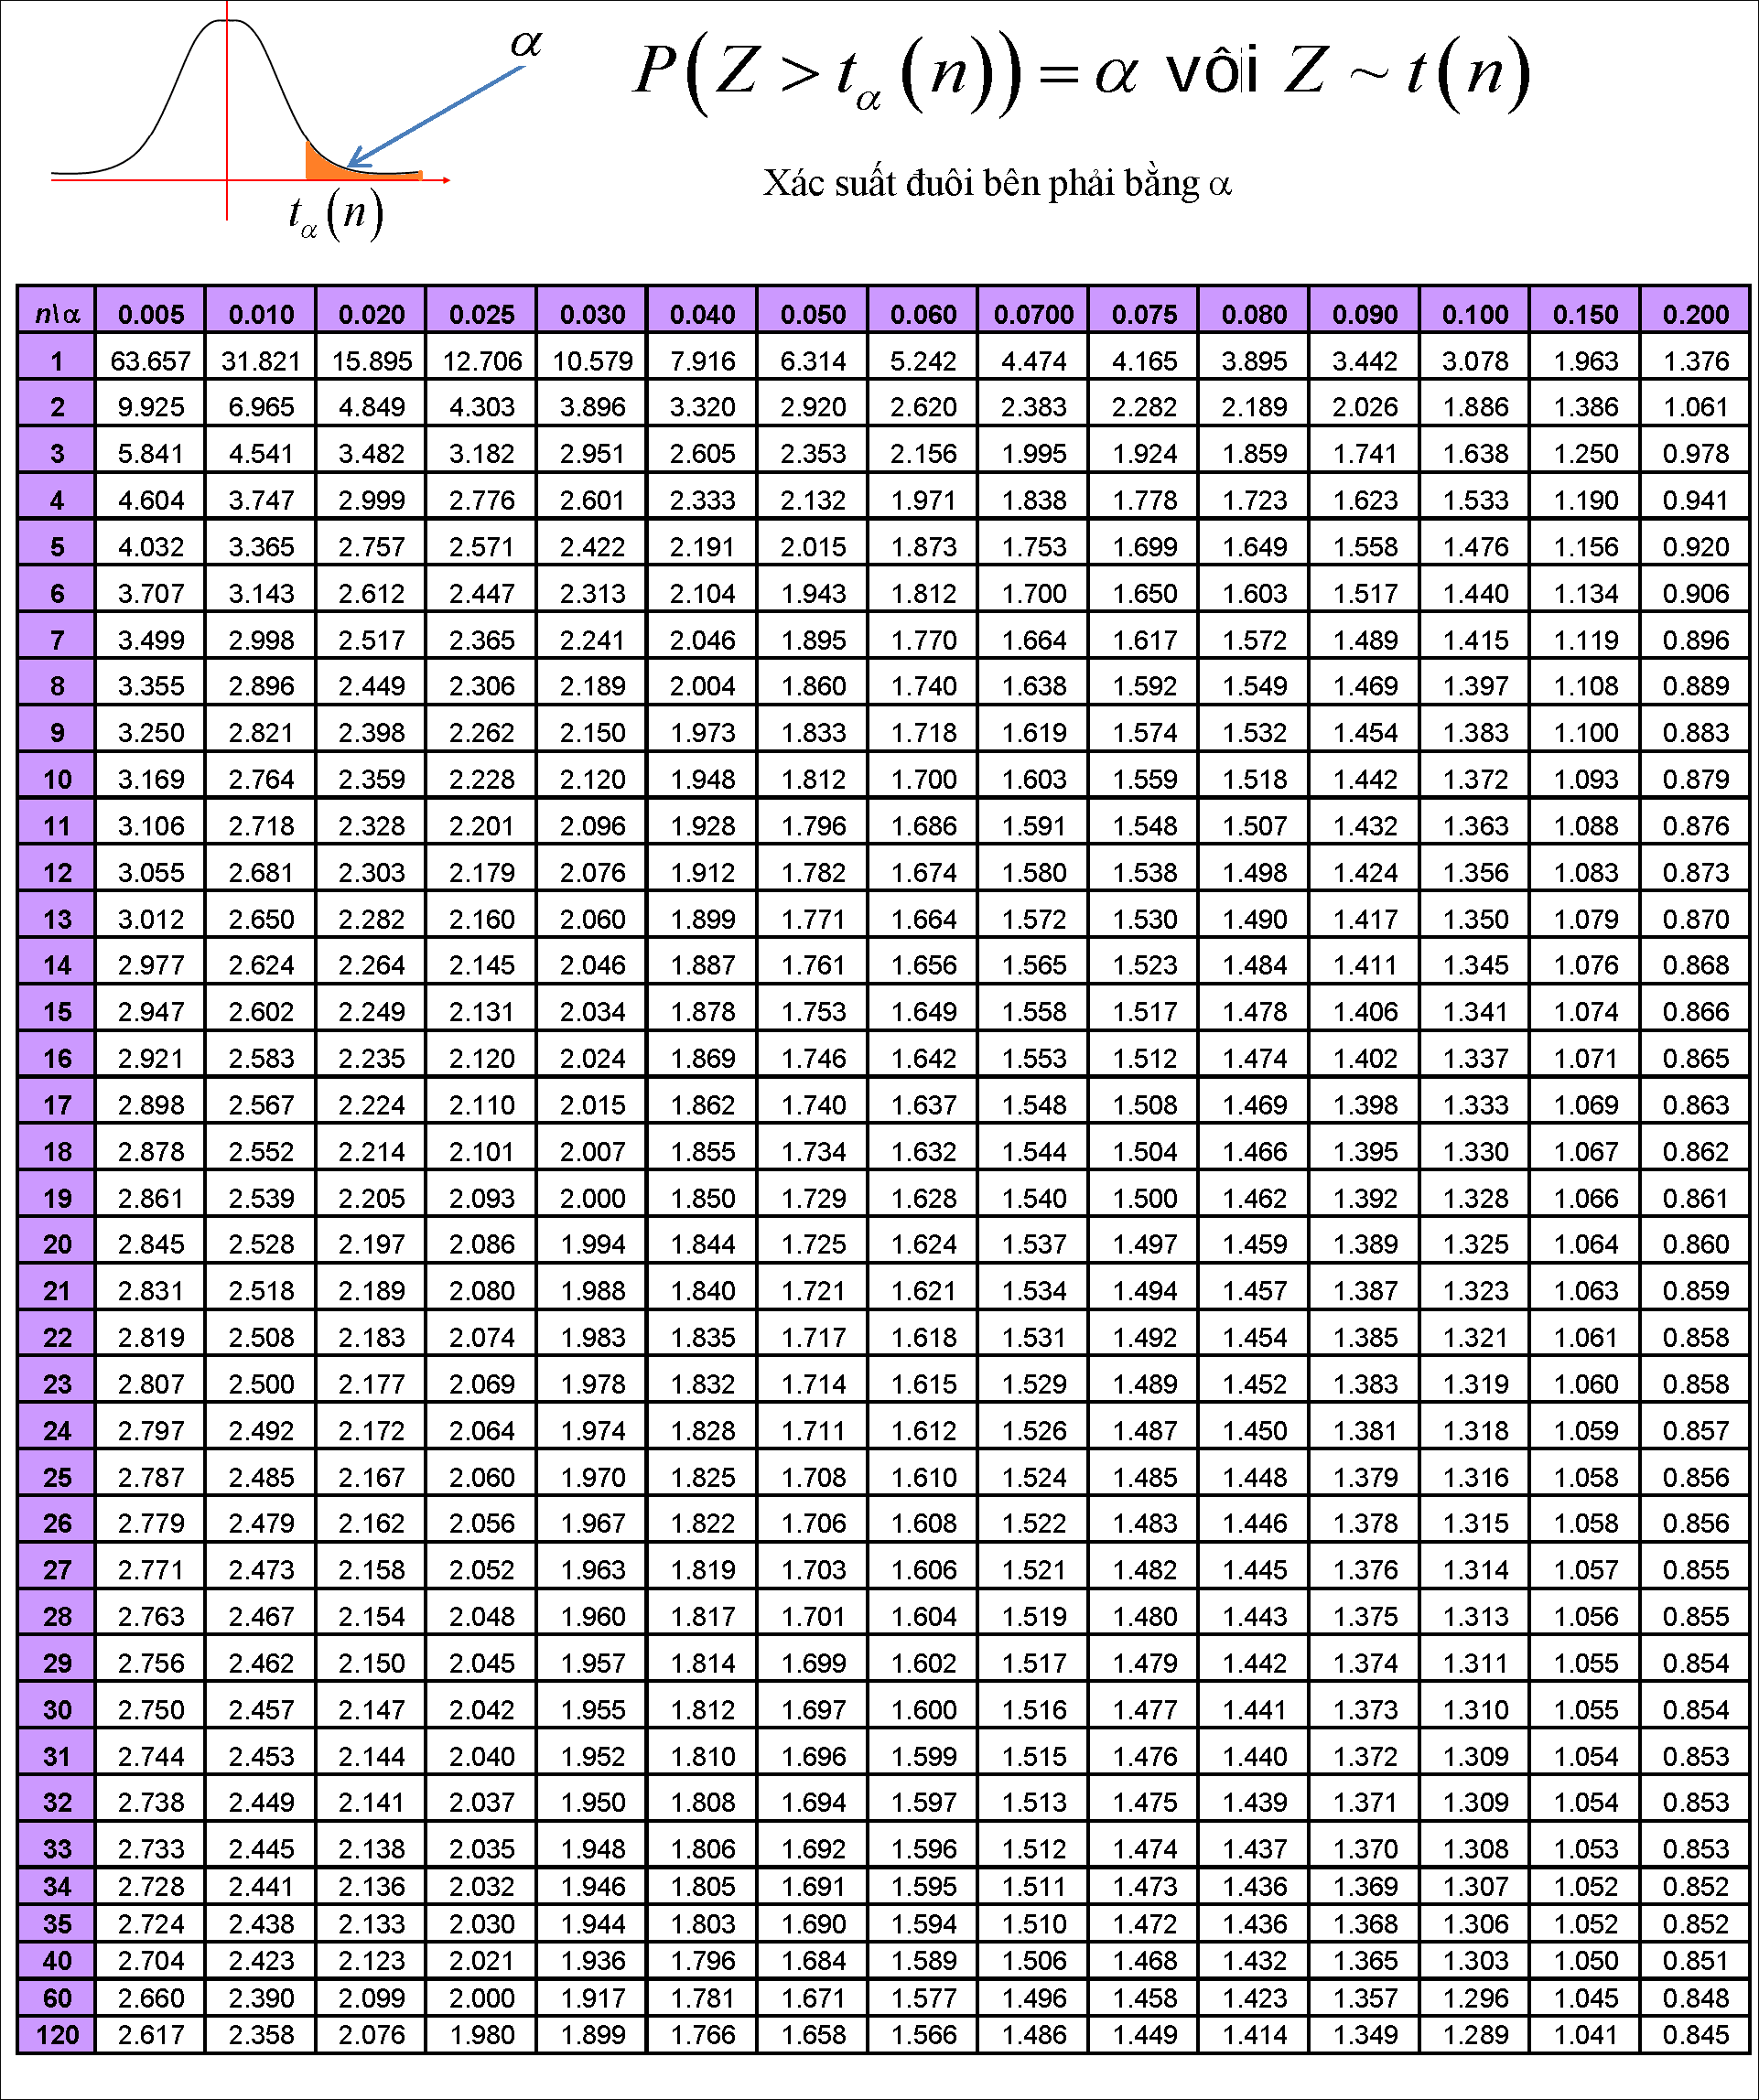 α
P(Z > tα(n)) = α vôùi Z ~ t(n)
Xác suất đuôi bên phải bằng α
tα(n)
n\α 0.005 0.010 0.020 0.025 0.030 0.040 0.050 0.060 0.0700 0.075 0.080 0.090 0.100 0.150 0.200
1 63.657 31.821 15.895 12.706 10.579 7.916 6.314 5.242 4.474 4.165 3.895 3.442 3.078 1.963 1.376
2 9.925 6.965 4.849 4.303 3.896 3.320 2.920 2.620 2.383 2.282 2.189 2.026 1.886 1.386 1.061
3 5.841 4.541 3.482 3.182 2.951 2.605 2.353 2.156 1.995 1.924 1.859 1.741 1.638 1.250 0.978
4 4.604 3.747 2.999 2.776 2.601 2.333 2.132 1.971 1.838 1.778 1.723 1.623 1.533 1.190 0.941
5 4.032 3.365 2.757 2.571 2.422 2.191 2.015 1.873 1.753 1.699 1.649 1.558 1.476 1.156 0.920
6 3.707 3.143 2.612 2.447 2.313 2.104 1.943 1.812 1.700 1.650 1.603 1.517 1.440 1.134 0.906
7 3.499 2.998 2.517 2.365 2.241 2.046 1.895 1.770 1.664 1.617 1.572 1.489 1.415 1.119 0.896
8 3.355 2.896 2.449 2.306 2.189 2.004 1.860 1.740 1.638 1.592 1.549 1.469 1.397 1.108 0.889
9 3.250 2.821 2.398 2.262 2.150 1.973 1.833 1.718 1.619 1.574 1.532 1.454 1.383 1.100 0.883
10 3.169 2.764 2.359 2.228 2.120 1.948 1.812 1.700 1.603 1.559 1.518 1.442 1.372 1.093 0.879
11 3.106 2.718 2.328 2.201 2.096 1.928 1.796 1.686 1.591 1.548 1.507 1.432 1.363 1.088 0.876
12 3.055 2.681 2.303 2.179 2.076 1.912 1.782 1.674 1.580 1.538 1.498 1.424 1.356 1.083 0.873
13 3.012 2.650 2.282 2.160 2.060 1.899 1.771 1.664 1.572 1.530 1.490 1.417 1.350 1.079 0.870
14 2.977 2.624 2.264 2.145 2.046 1.887 1.761 1.656 1.565 1.523 1.484 1.411 1.345 1.076 0.868
15 2.947 2.602 2.249 2.131 2.034 1.878 1.753 1.649 1.558 1.517 1.478 1.406 1.341 1.074 0.866
16 2.921 2.583 2.235 2.120 2.024 1.869 1.746 1.642 1.553 1.512 1.474 1.402 1.337 1.071 0.865
17 2.898 2.567 2.224 2.110 2.015 1.862 1.740 1.637 1.548 1.508 1.469 1.398 1.333 1.069 0.863
18 2.878 2.552 2.214 2.101 2.007 1.855 1.734 1.632 1.544 1.504 1.466 1.395 1.330 1.067 0.862
19 2.861 2.539 2.205 2.093 2.000 1.850 1.729 1.628 1.540 1.500 1.462 1.392 1.328 1.066 0.861
20 2.845 2.528 2.197 2.086 1.994 1.844 1.725 1.624 1.537 1.497 1.459 1.389 1.325 1.064 0.860
21 2.831 2.518 2.189 2.080 1.988 1.840 1.721 1.621 1.534 1.494 1.457 1.387 1.323 1.063 0.859
22 2.819 2.508 2.183 2.074 1.983 1.835 1.717 1.618 1.531 1.492 1.454 1.385 1.321 1.061 0.858
23 2.807 2.500 2.177 2.069 1.978 1.832 1.714 1.615 1.529 1.489 1.452 1.383 1.319 1.060 0.858
24 2.797 2.492 2.172 2.064 1.974 1.828 1.711 1.612 1.526 1.487 1.450 1.381 1.318 1.059 0.857
25 2.787 2.485 2.167 2.060 1.970 1.825 1.708 1.610 1.524 1.485 1.448 1.379 1.316 1.058 0.856
26 2.779 2.479 2.162 2.056 1.967 1.822 1.706 1.608 1.522 1.483 1.446 1.378 1.315 1.058 0.856
27 2.771 2.473 2.158 2.052 1.963 1.819 1.703 1.606 1.521 1.482 1.445 1.376 1.314 1.057 0.855
28 2.763 2.467 2.154 2.048 1.960 1.817 1.701 1.604 1.519 1.480 1.443 1.375 1.313 1.056 0.855
29 2.756 2.462 2.150 2.045 1.957 1.814 1.699 1.602 1.517 1.479 1.442 1.374 1.311 1.055 0.854
30 2.750 2.457 2.147 2.042 1.955 1.812 1.697 1.600 1.516 1.477 1.441 1.373 1.310 1.055 0.854
31 2.744 2.453 2.144 2.040 1.952 1.810 1.696 1.599 1.515 1.476 1.440 1.372 1.309 1.054 0.853
32 2.738 2.449 2.141 2.037 1.950 1.808 1.694 1.597 1.513 1.475 1.439 1.371 1.309 1.054 0.853
33 2.733 2.445 2.138 2.035 1.948 1.806 1.692 1.596 1.512 1.474 1.437 1.370 1.308 1.053 0.853
34 2.728 2.441 2.136 2.032 1.946 1.805 1.691 1.595 1.511 1.473 1.436 1.369 1.307 1.052 0.852
35 2.724 2.438 2.133 2.030 1.944 1.803 1.690 1.594 1.510 1.472 1.436 1.368 1.306 1.052 0.852
40 2.704 2.423 2.123 2.021 1.936 1.796 1.684 1.589 1.506 1.468 1.432 1.365 1.303 1.050 0.851
60 2.660 2.390 2.099 2.000 1.917 1.781 1.671 1.577 1.496 1.458 1.423 1.357 1.296 1.045 0.848
120 2.617 2.358 2.076 1.980 1.899 1.766 1.658 1.566 1.486 1.449 1.414 1.349 1.289 1.041 0.845